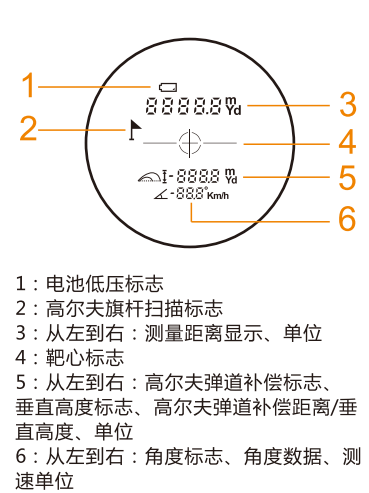 1
8888.8 m Yd
2
3
4
-888.8 m Yd
5
-88.8° Km/h
6
1：电池低压标志
2：高尔夫旗杆扫描标志
3：从左到右：测量距离显示、单位
4：靶心标志
5：从左到右：高尔夫弹道补偿标志、
垂直高度标志、高尔夫弹道补偿距离/垂
直高度、单位
6：从左到右：角度标志、角度数据、测
速单位